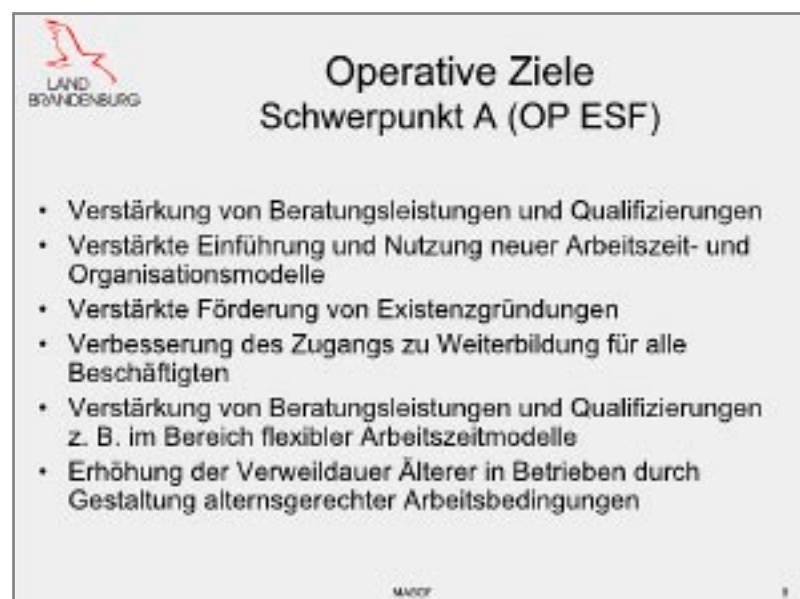 LAND
BRANDENBURG
Operative Ziele
Schwerpunkt A (OP ESF)
• Verstärkung von Beratungsleistungen und Qualifizierungen
• Verstärkte Einführung und Nutzung neuer Arbeitszeit- und
Organisationsmodelle
• Verstärkte Förderung von Existenzgründungen
• Verbesserung des Zugangs zu Weiterbildung für alle
Beschäftigten
• Verstärkung von Beratungsleistungen und Qualifizierungen
z. B. im Bereich flexibler Arbeitszeitmodelle
• Erhöhung der Verweildauer Älterer in Betrieben durch
Gestaltung alternsgerechter Arbeitsbedingungen